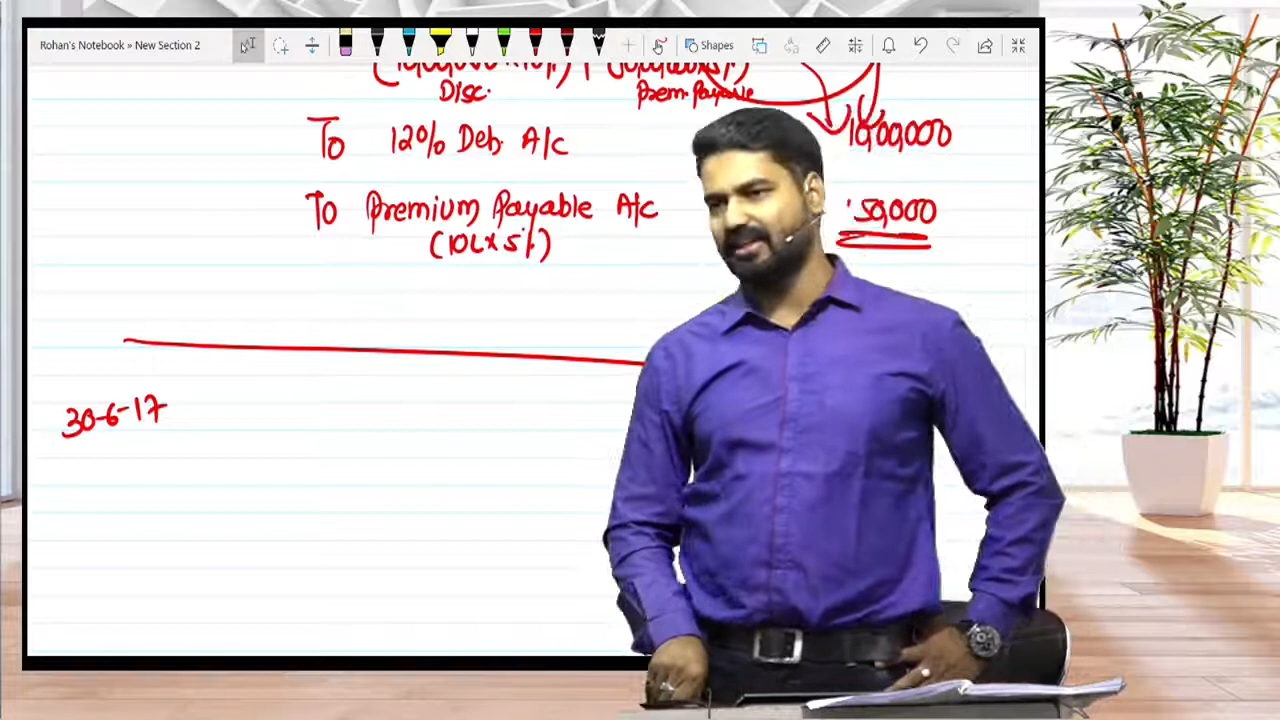 Rohan's Notebook » New Section 2
Shapes
Disc.
Prem. Payable
To 12% Deb. A/c 10,00,000
To Premium Payable A/c 50,000
(10L x 5%)
30-6-17